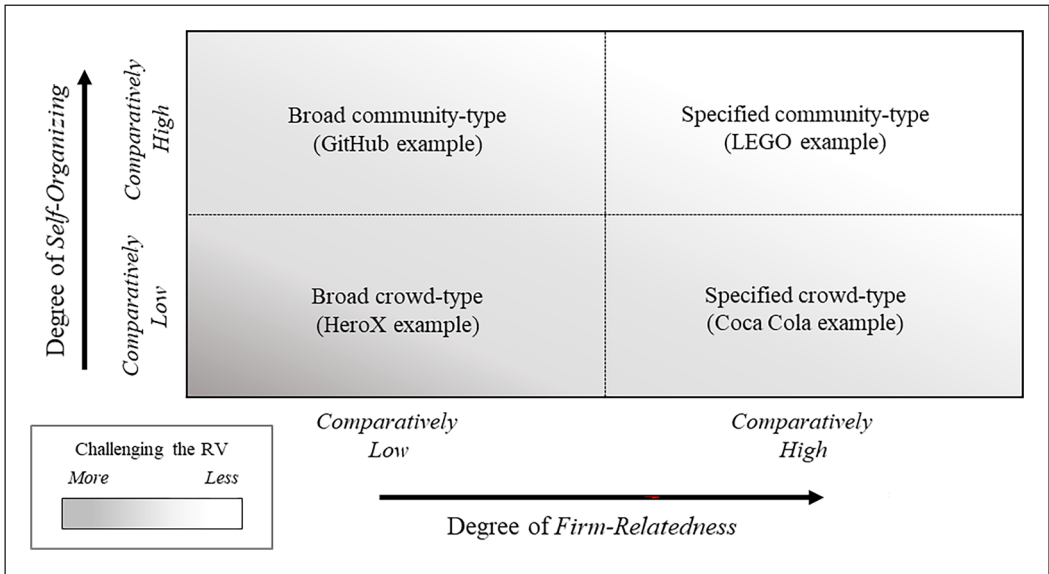 Degree of Self-Organizing
Comparatively
High
Comparatively
Low
Broad community-type
(GitHub example)
Specified community-type
(LEGO example)
Broad crowd-type
(HeroX example)
Specified crowd-type
(Coca Cola example)
Comparatively
Low
Comparatively
High
Degree of Firm-Relatedness
Challenging the RV
More Less